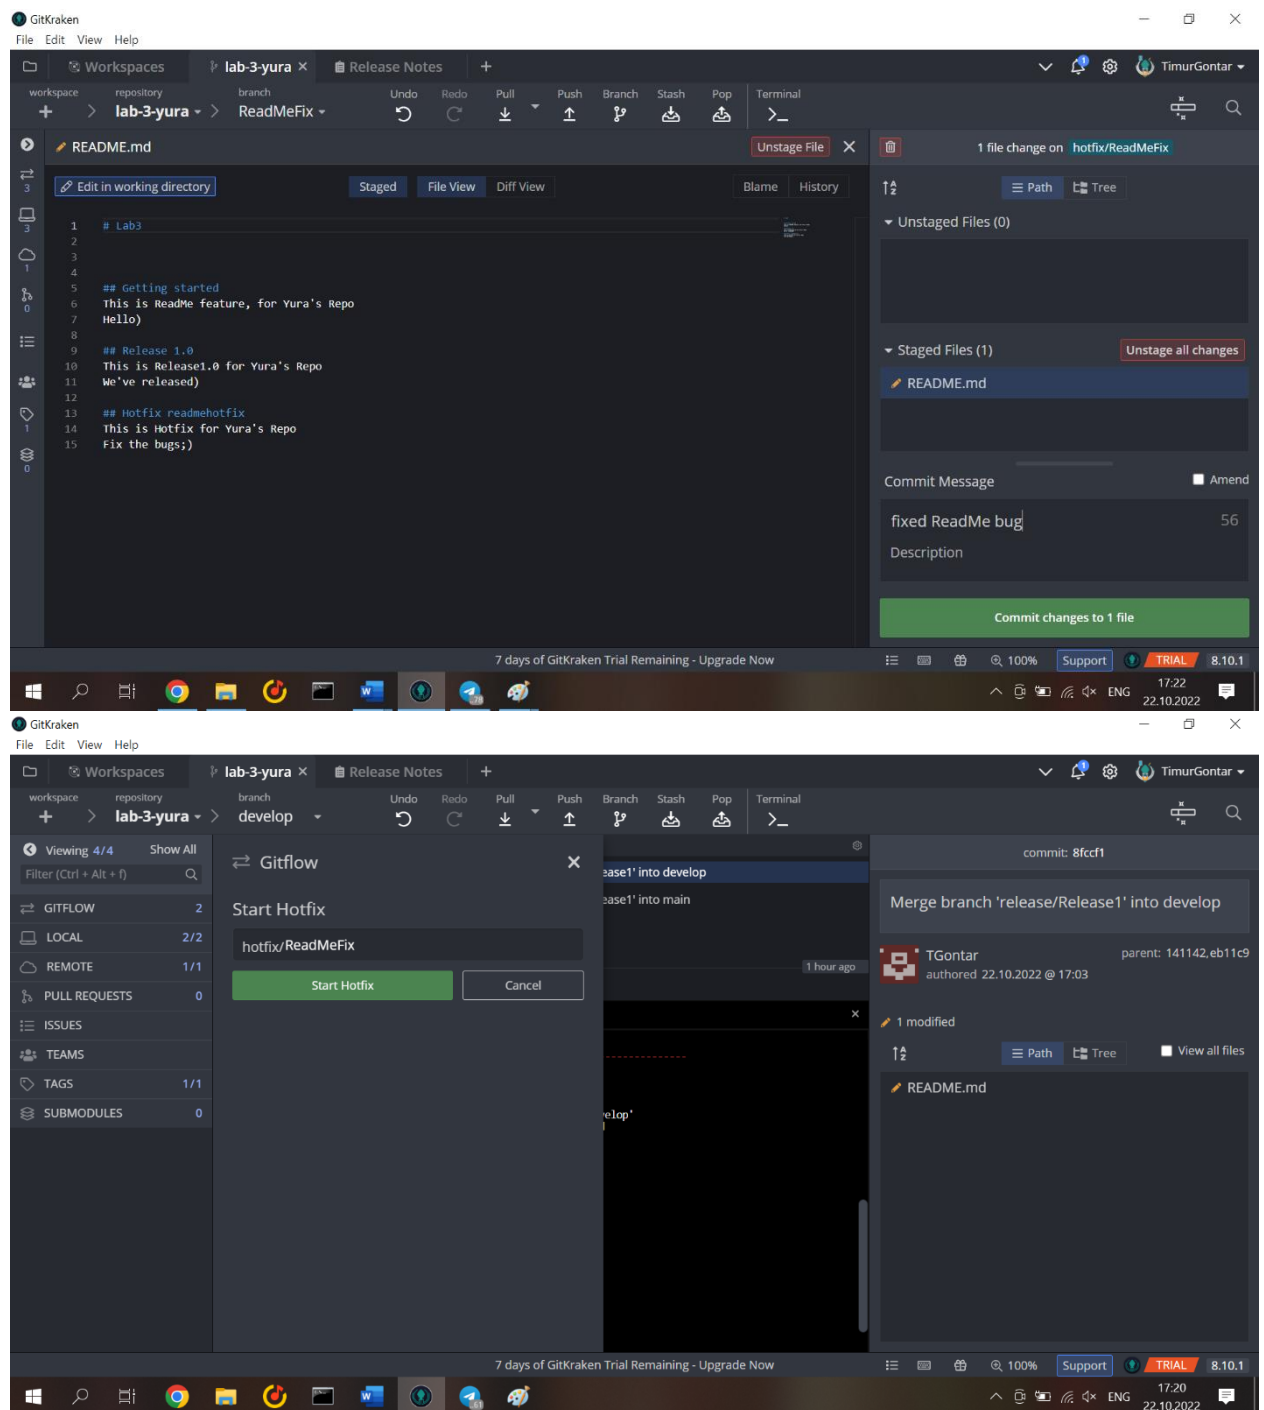 GitKraken
File Edit View Help
Workspaces lab-3-yura Release Notes
TimurGontar
workspace repository branch Undo Redo Pull Push Branch Stash Pop Terminal
lab-3-yura ReadMeFix
README.md Unstage File
1 file change on hotfix/ReadMeFix
3 Edit in working directory Staged File View Diff View Blame History
Path Tree
3
1
0
1
0
Unstaged Files (0)
1 # Lab3
2
3
4
5 ## Getting started
6 This is ReadMe feature, for Yura's Repo
7 Hello)
8
9 ## Release 1.0
10 This is Release1.0 for Yura's Repo
11 We've released)
12
13 ## Hotfix readmehotfix
14 This is Hotfix for Yura's Repo
15 Fix the bugs;)
Staged Files (1) Unstage all changes
README.md
Commit Message Amend
fixed ReadMe bug 56
Description
Commit changes to 1 file
7 days of GitKraken Trial Remaining - Upgrade Now 100% Support TRIAL 8.10.1
ENG 17:22
22.10.2022
GitKraken
File Edit View Help
Workspaces lab-3-yura Release Notes
TimurGontar
workspace repository branch Undo Redo Pull Push Branch Stash Pop Terminal
lab-3-yura develop
Viewing 4/4 Show All
Filter (Ctrl + Alt + f)
GITFLOW 2
LOCAL 2/2
REMOTE 1/1
PULL REQUESTS 0
ISSUES
TEAMS
TAGS 1/1
SUBMODULES 0
Gitflow
Start Hotfix
hotfix/ReadMeFix
Start Hotfix Cancel
ease1' into develop
ease1' into main
1 hour ago
elop'
commit: 8fccf1
Merge branch 'release/Release1' into develop
TGontar parent: 141142,eb11c9
authored 22.10.2022 @ 17:03
1 modified
Path Tree View all files
README.md
7 days of GitKraken Trial Remaining - Upgrade Now 100% Support TRIAL 8.10.1
ENG 17:20
22.10.2022